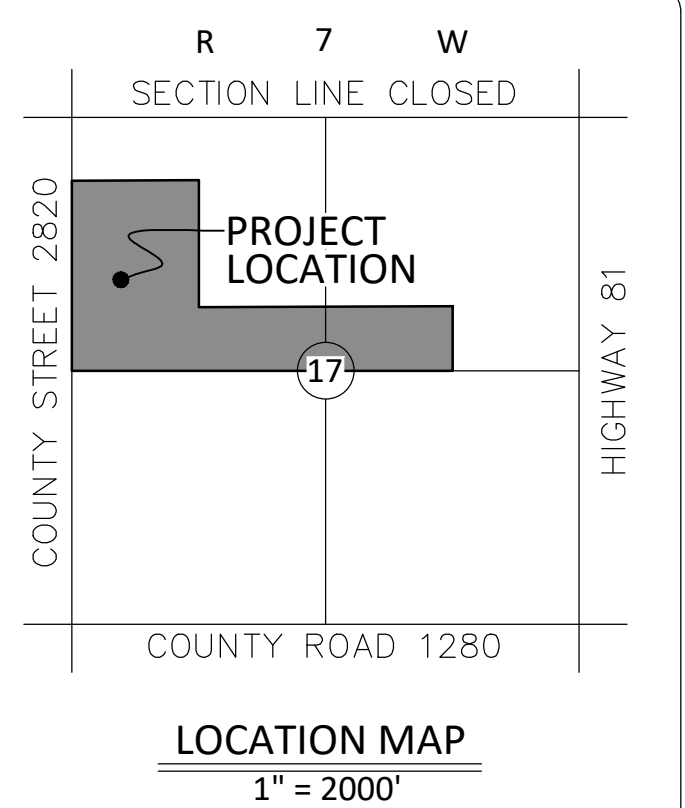 R 7 W
SECTION LINE CLOSED
COUNTY STREET 2820
PROJECT
LOCATION
HIGHWAY 81
17
COUNTY ROAD 1280
LOCATION MAP
1" = 2000'